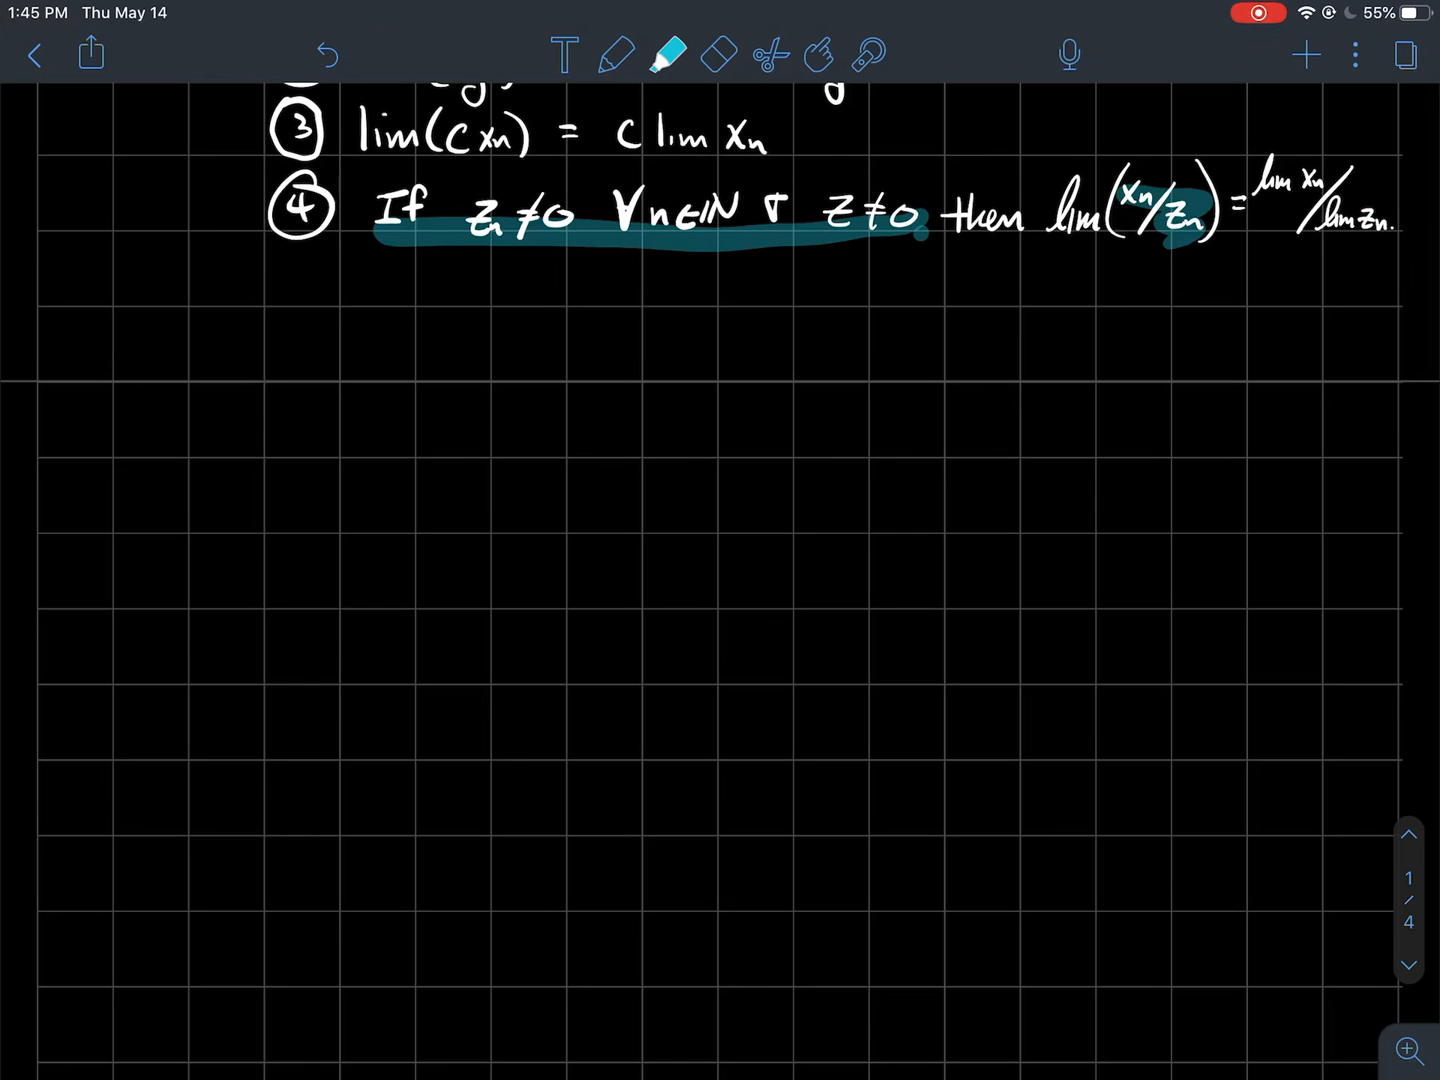 1:45 PM Thu May 14
55%
③ lim(C xn) = C lim xn
④ If zn≠0 ∀n∈ℕ & z≠0 then lim(xn/zn) = lim xn/lim zn.
1
/
4